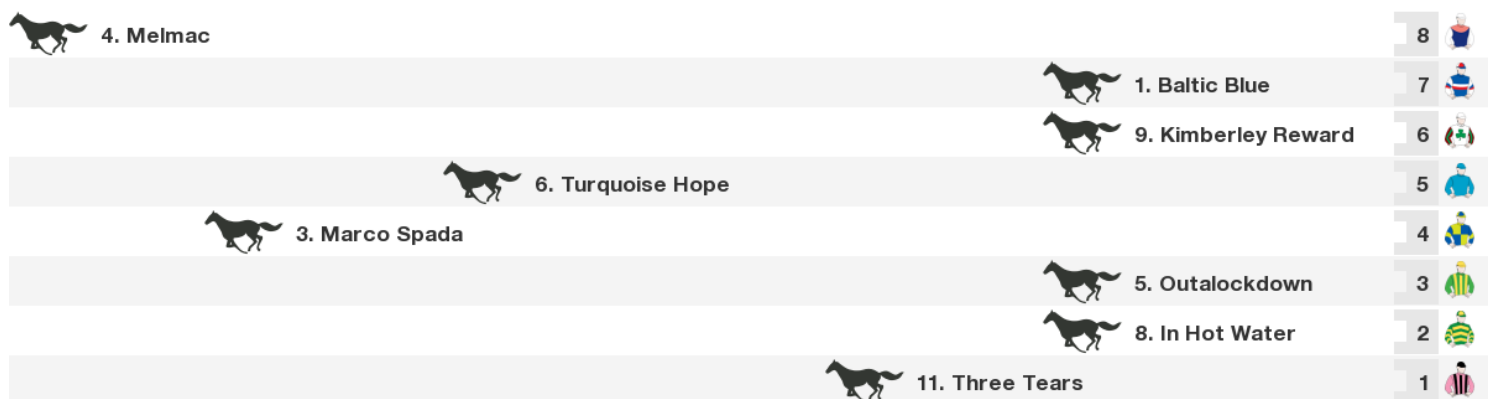 4. Melmac 8
1. Baltic Blue 7
9. Kimberley Reward 6
6. Turquoise Hope 5
3. Marco Spada 4
5. Outalockdown 3
8. In Hot Water 2
11. Three Tears 1